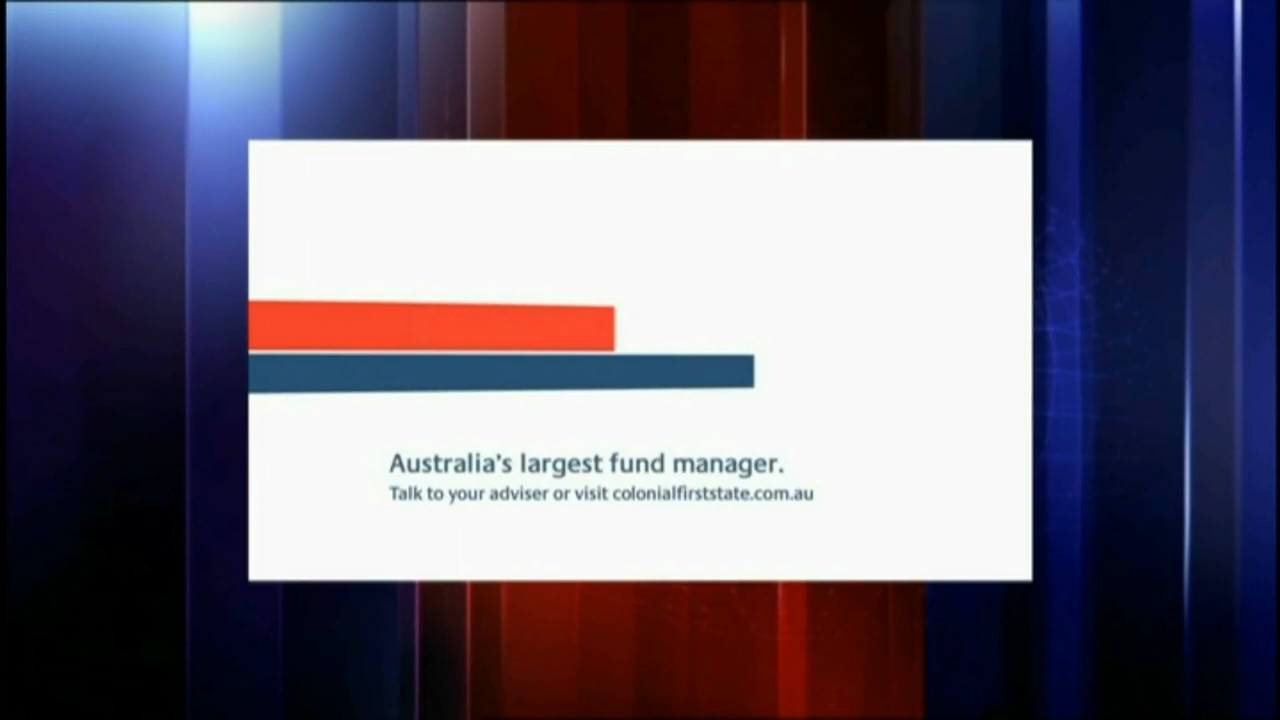 Australia's largest fund manager.
Talk to your adviser or visit colonialfirststate.com.au